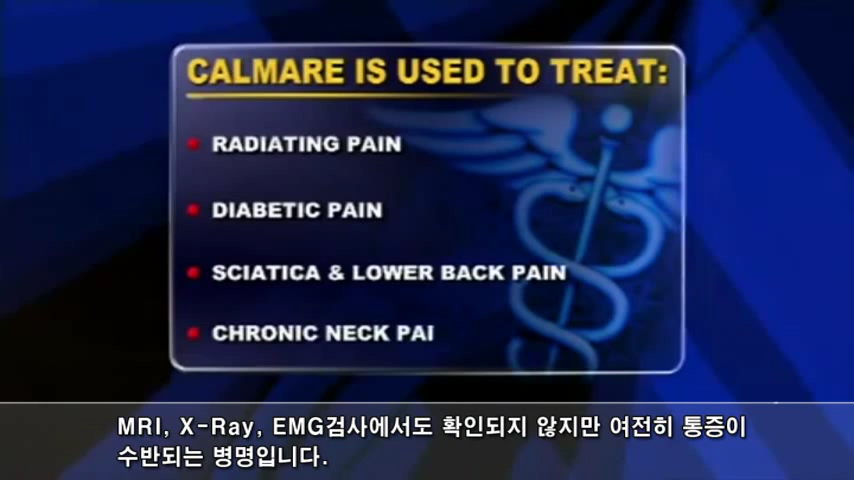 CALMARE IS USED TO TREAT:
RADIATING PAIN
DIABETIC PAIN
SCIATICA & LOWER BACK PAIN
CHRONIC NECK PAI
MRI, X-Ray, EMG검사에서도 확인되지 않지만 여전히 통증이
수반되는 병명입니다.